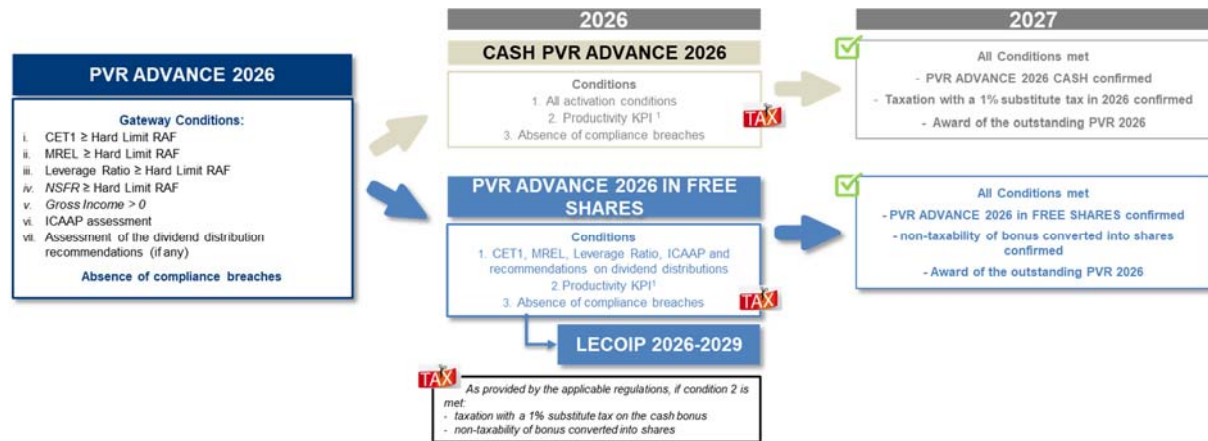 2026
2027
PVR ADVANCE 2026
Gateway Conditions:
i. CET1 ≥ Hard Limit RAF
ii. MREL ≥ Hard Limit RAF
iii. Leverage Ratio ≥ Hard Limit RAF
iv. NSFR ≥ Hard Limit RAF
v. Gross Income > 0
vi. ICAAP assessment
vii. Assessment of the dividend distribution
recommendations (if any)
Absence of compliance breaches
CASH PVR ADVANCE 2026
Conditions
1. All activation conditions
2. Productivity KPI 1
3. Absence of compliance breaches
TAX
All Conditions met
- PVR ADVANCE 2026 CASH confirmed
- Taxation with a 1% substitute tax in 2026 confirmed
- Award of the outstanding PVR 2026
PVR ADVANCE 2026 IN FREE
SHARES
Conditions
1. CET1, MREL, Leverage Ratio, ICAAP and
recommendations on dividend distributions
2. Productivity KPI1
3. Absence of compliance breaches
TAX
All Conditions met
- PVR ADVANCE 2026 in FREE SHARES confirmed
- non-taxability of bonus converted into shares
confirmed
- Award of the outstanding PVR 2026
LECOIP 2026-2029
TAX
As provided by the applicable regulations, if condition 2 is
met:
- taxation with a 1% substitute tax on the cash bonus
- non-taxability of bonus converted into shares